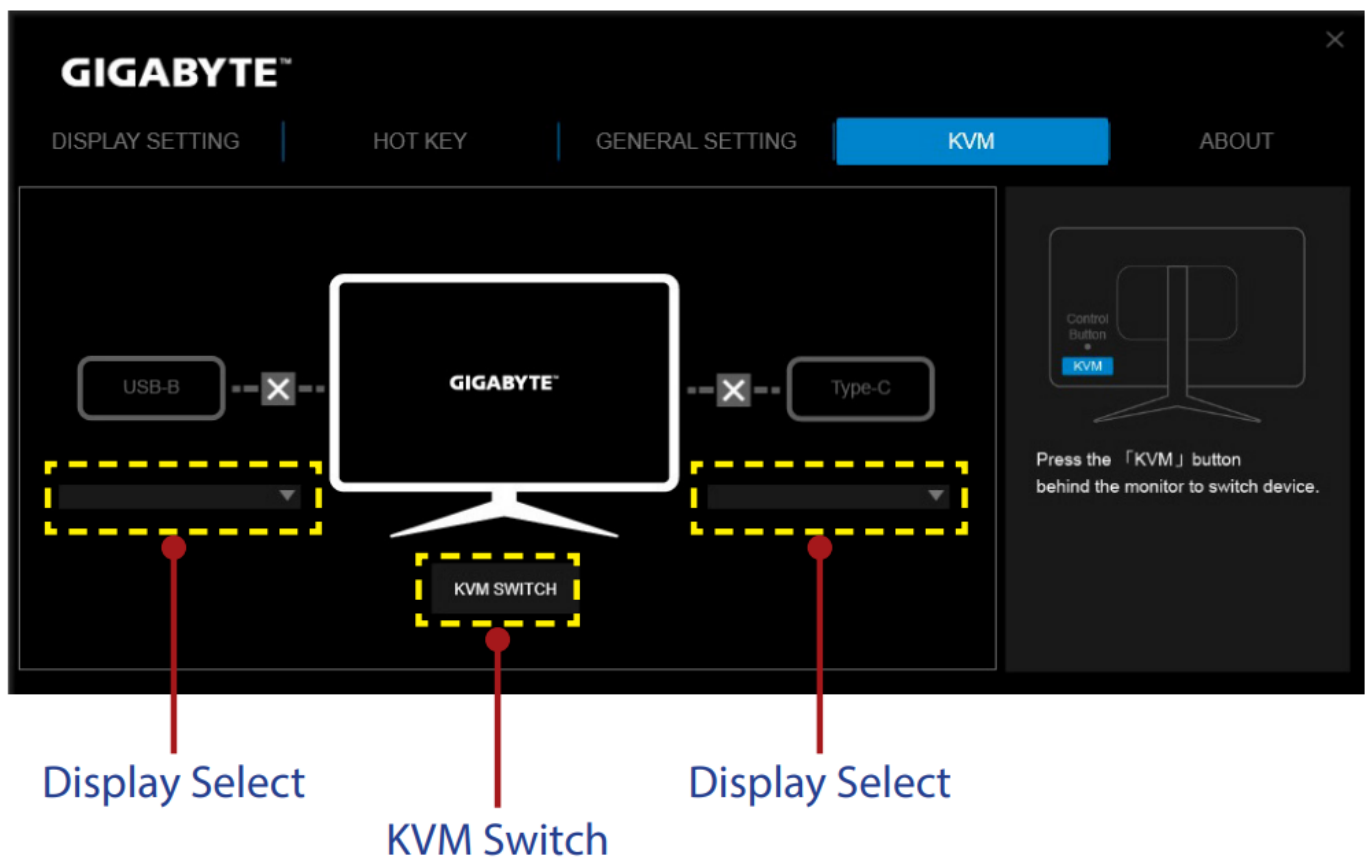 GIGABYTE™
DISPLAY SETTING
HOT KEY
GENERAL SETTING
KVM
ABOUT
USB-B
GIGABYTE™
Type-C
KVM SWITCH
Control
Button
KVM
Press the 「KVM」 button
behind the monitor to switch device.
Display Select
Display Select
KVM Switch